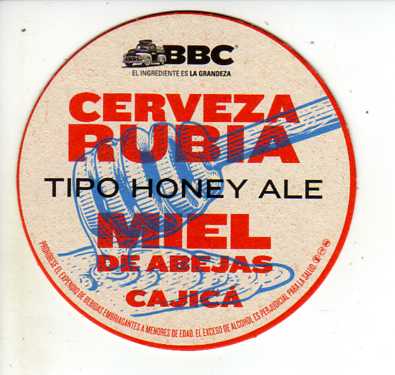 BBC
EL INGREDIENTE ES LA GRANDEZA
CERVEZA
RUBIA
TIPO HONEY ALE
MIEL
DE ABEJAS
CAJICÁ
PROHÍBESE EL EXPENDIO DE BEBIDAS EMBRIAGANTES A MENORES DE EDAD. EL EXCESO DE ALCOHOL ES PERJUDICIAL PARA LA SALUD.